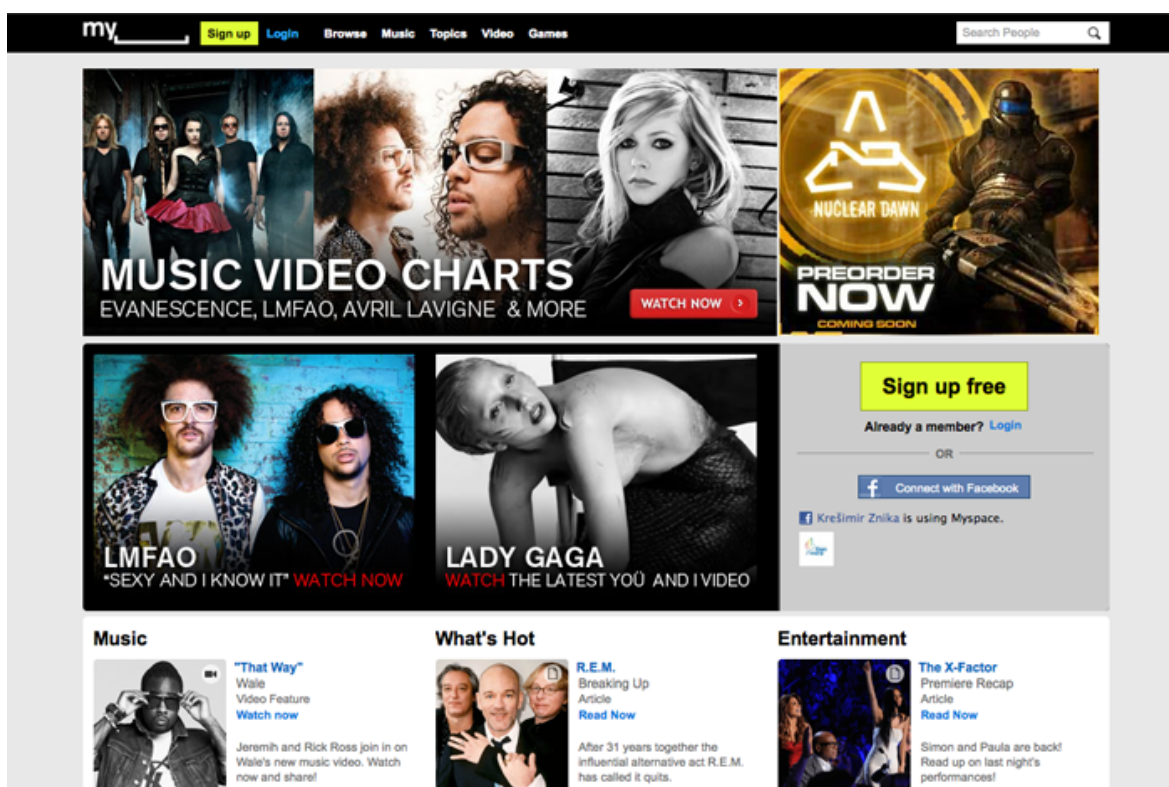 my
Sign up Login Browse Music Topics Video Games
Search People
MUSIC VIDEO CHARTS
EVANESCENCE, LMFAO, AVRIL LAVIGNE & MORE
WATCH NOW
NUCLEAR DAWN
PREORDER
NOW
COMING SOON
LMFAO
"SEXY AND I KNOW IT" WATCH NOW
LADY GAGA
WATCH THE LATEST YOÜ AND I VIDEO
Sign up free
Already a member? Login
OR
f Connect with Facebook
f Krešimir Znika is using Myspace.
Music
"That Way"
Wale
Video Feature
Watch now
Jeremih and Rick Ross join in on
Wale's new music video. Watch
now and share!
What's Hot
R.E.M.
Breaking Up
Article
Read Now
After 31 years together the
influential alternative act R.E.M.
has called it quits.
Entertainment
The X-Factor
Premiere Recap
Article
Read Now
Simon and Paula are back!
Read up on last night's
performances!